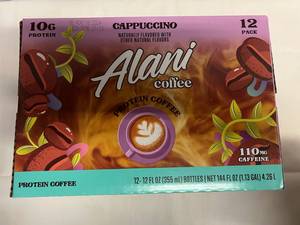 10G
PROTEIN
CAPPUCCINO
NATURALLY FLAVORED WITH
OTHER NATURAL FLAVORS
12
PACK
Alani
coffee
PROTEIN COFFEE
110MG
CAFFEINE
PROTEIN COFFEE
12-12 FL OZ (355 ml) BOTTLES | NET 144 FL OZ (1.13 GAL) 4.26 L